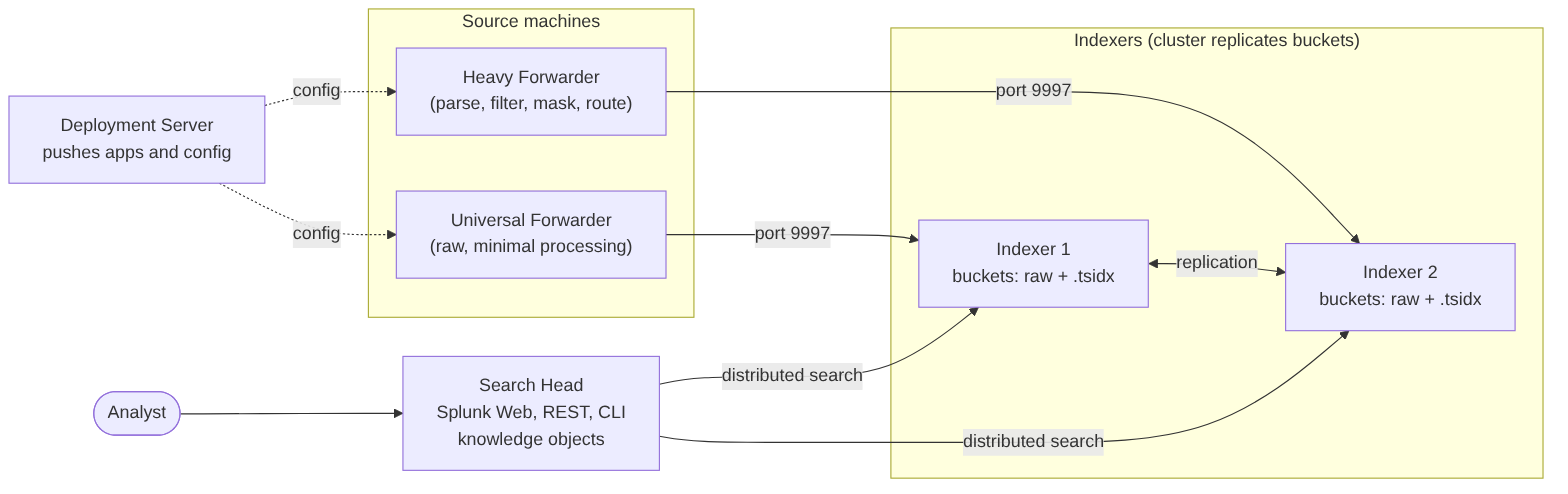 Source machines
Indexers (cluster replicates buckets)
Heavy Forwarder
(parse, filter, mask, route)
config
port 9997
Deployment Server
pushes apps and config
Universal Forwarder
(raw, minimal processing)
config
port 9997
Indexer 1
buckets: raw + .tsidx
replication
Indexer 2
buckets: raw + .tsidx
Analyst
Search Head
Splunk Web, REST, CLI
knowledge objects
distributed search
distributed search